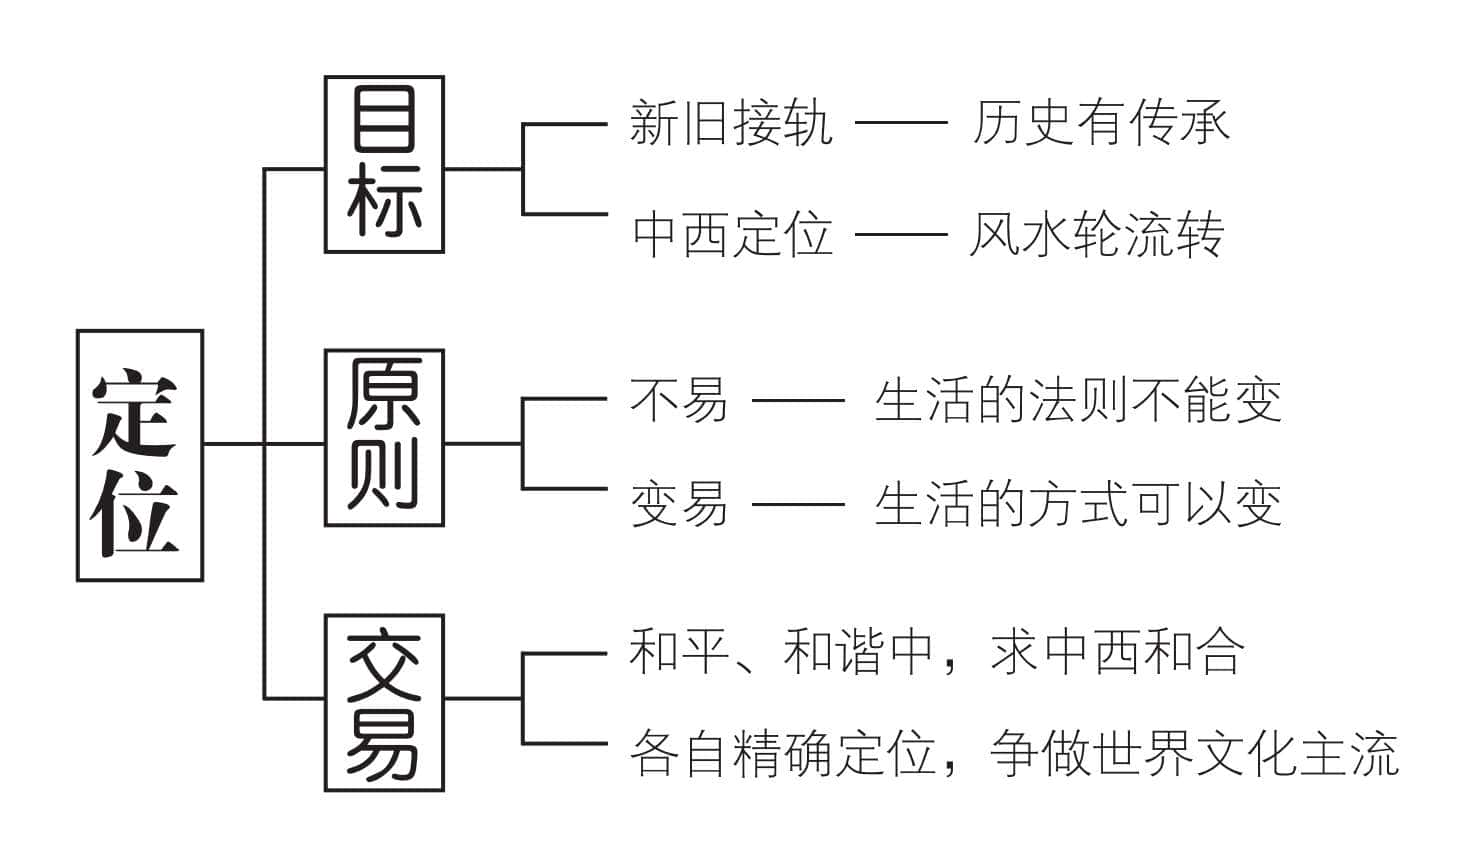 定位
目标
新旧接轨 —— 历史有传承
中西定位 —— 风水轮流转
原则
不易 —— 生活的法则不能变
变易 —— 生活的方式可以变
交易
和平、和谐中，求中西和合
各自精确定位，争做世界文化主流